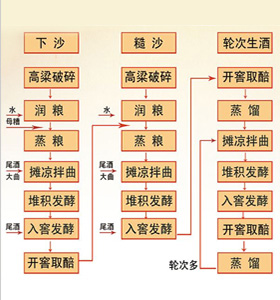 下沙
高梁破碎
水
润粮
母糟
蒸粮
尾酒
大曲
摊凉拌曲
堆积发酵
尾酒
入窖发酵
开窖取醅
糙沙
高梁破碎
水
润粮
蒸粮
尾酒
大曲
摊凉拌曲
堆积发酵
尾酒
入窖发酵
轮次生酒
开窖取醅
蒸馏
摊凉拌曲
堆积发酵
入窖发酵
开窖取醅
轮次多
蒸馏